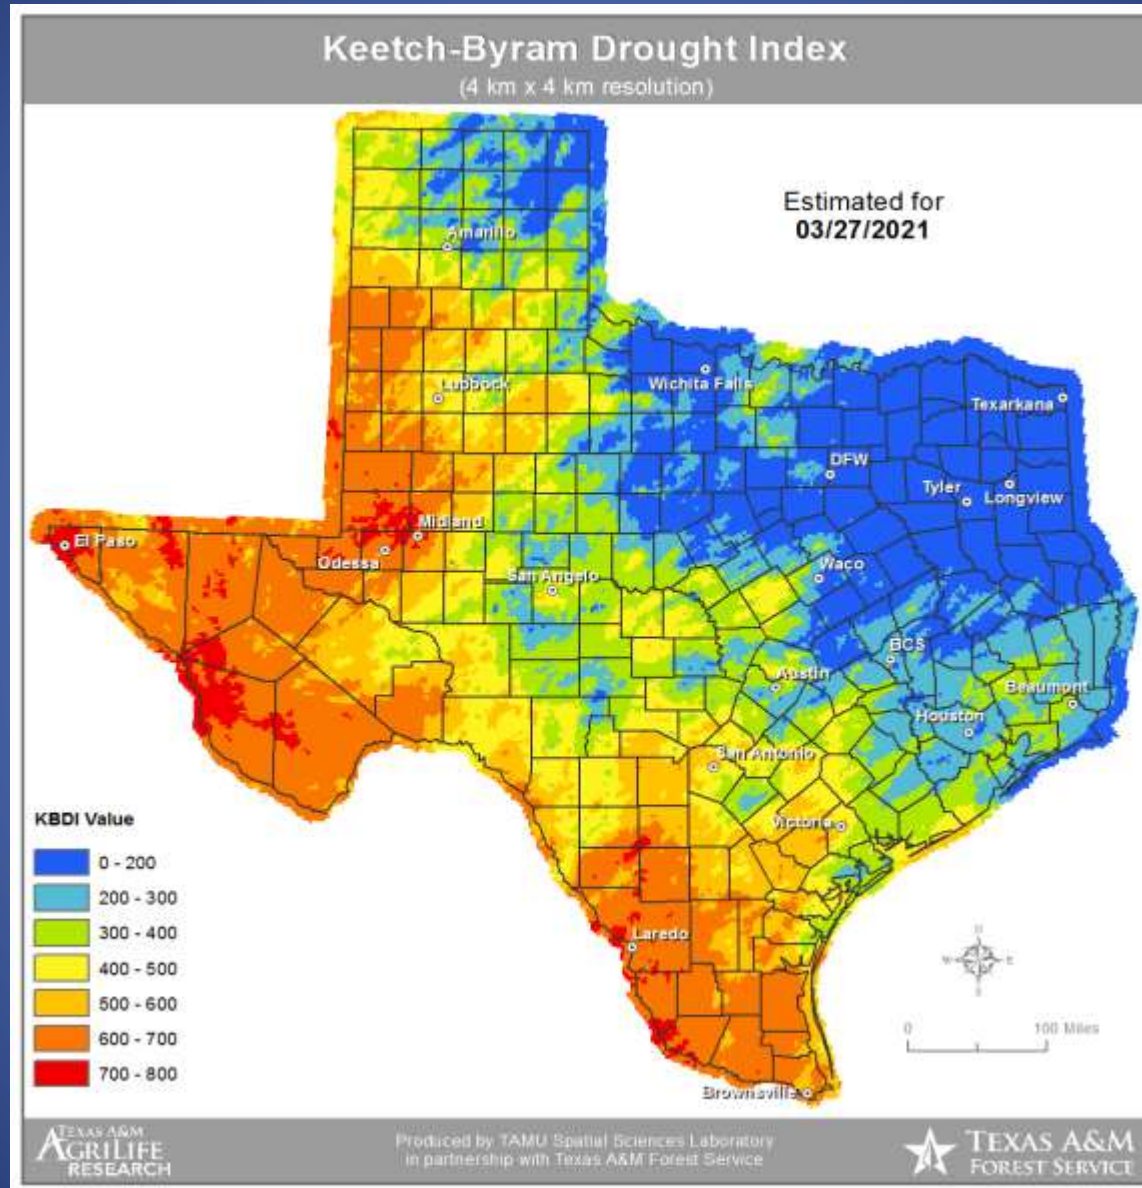 Keetch-Byram Drought Index
(4 km x 4 km resolution)
Estimated for
03/27/2021
Amarillo
Lubbock
Wichita Falls
Texarkana
DFW
Tyler
Longview
Midland
El Paso
Odessa
San Angelo
Waco
BCS
Austin
Beaumont
Houston
San Antonio
Victoria
Laredo
Brownsville
KBDI Value
0 - 200
200 - 300
300 - 400
400 - 500
500 - 600
600 - 700
700 - 800
N
W E
S
0 100 Miles
TEXAS A&M
AGRILIFE
RESEARCH
Produced by TAMU Spatial Sciences Laboratory
in partnership with Texas A&M Forest Service
TEXAS A&M
FOREST SERVICE